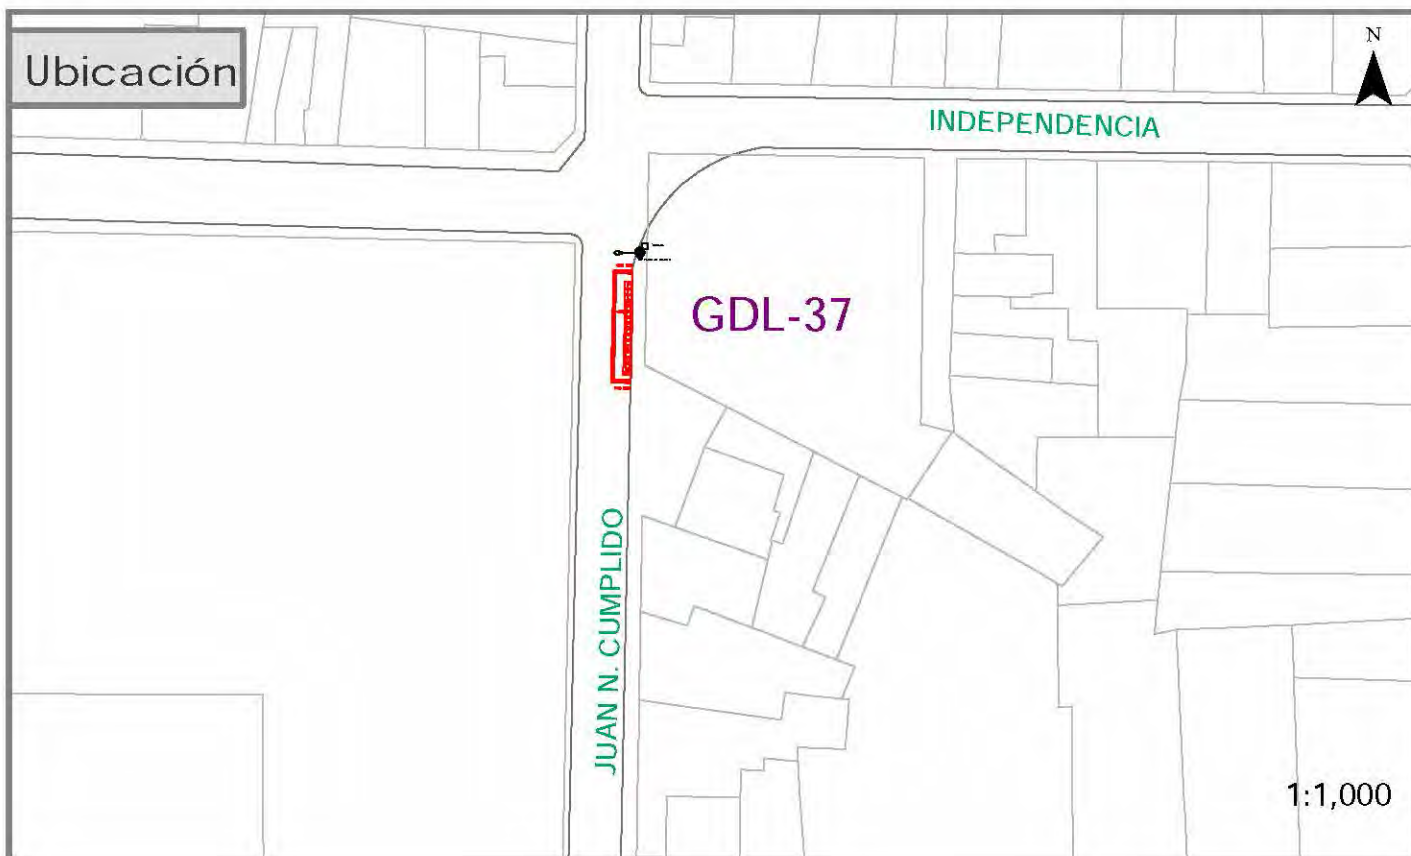 Ubicación
N
INDEPENDENCIA
GDL-37
JUAN N. CUMPLIDO
1:1,000